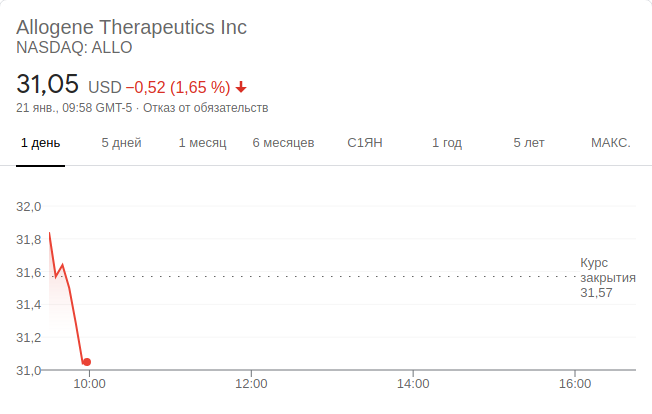 Allogene Therapeutics Inc
NASDAQ: ALLO
31,05 USD −0,52 (1,65 %)
21 янв., 09:58 GMT-5 · Отказ от обязательств
1 день 5 дней 1 месяц 6 месяцев С1ЯН 1 год 5 лет МАКС.
32,0
31,8
31,6
31,4
31,2
31,0
Курс
закрытия
31,57
10:00 12:00 14:00 16:00